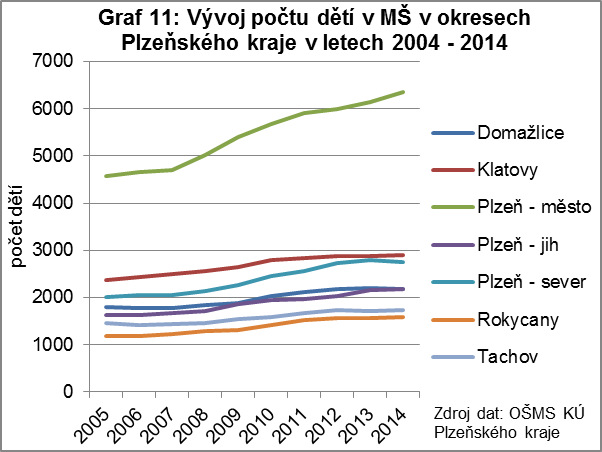 Graf 11: Vývoj počtu dětí v MŠ v okresech
Plzeňského kraje v letech 2004 - 2014
7000
6000
5000
4000
3000
2000
1000
0
počet dětí
2005
2006
2007
2008
2009
2010
2011
2012
2013
2014
Domažlice
Klatovy
Plzeň - město
Plzeň - jih
Plzeň - sever
Rokycany
Tachov
Zdroj dat: OŠMS KÚ
Plzeňského kraje